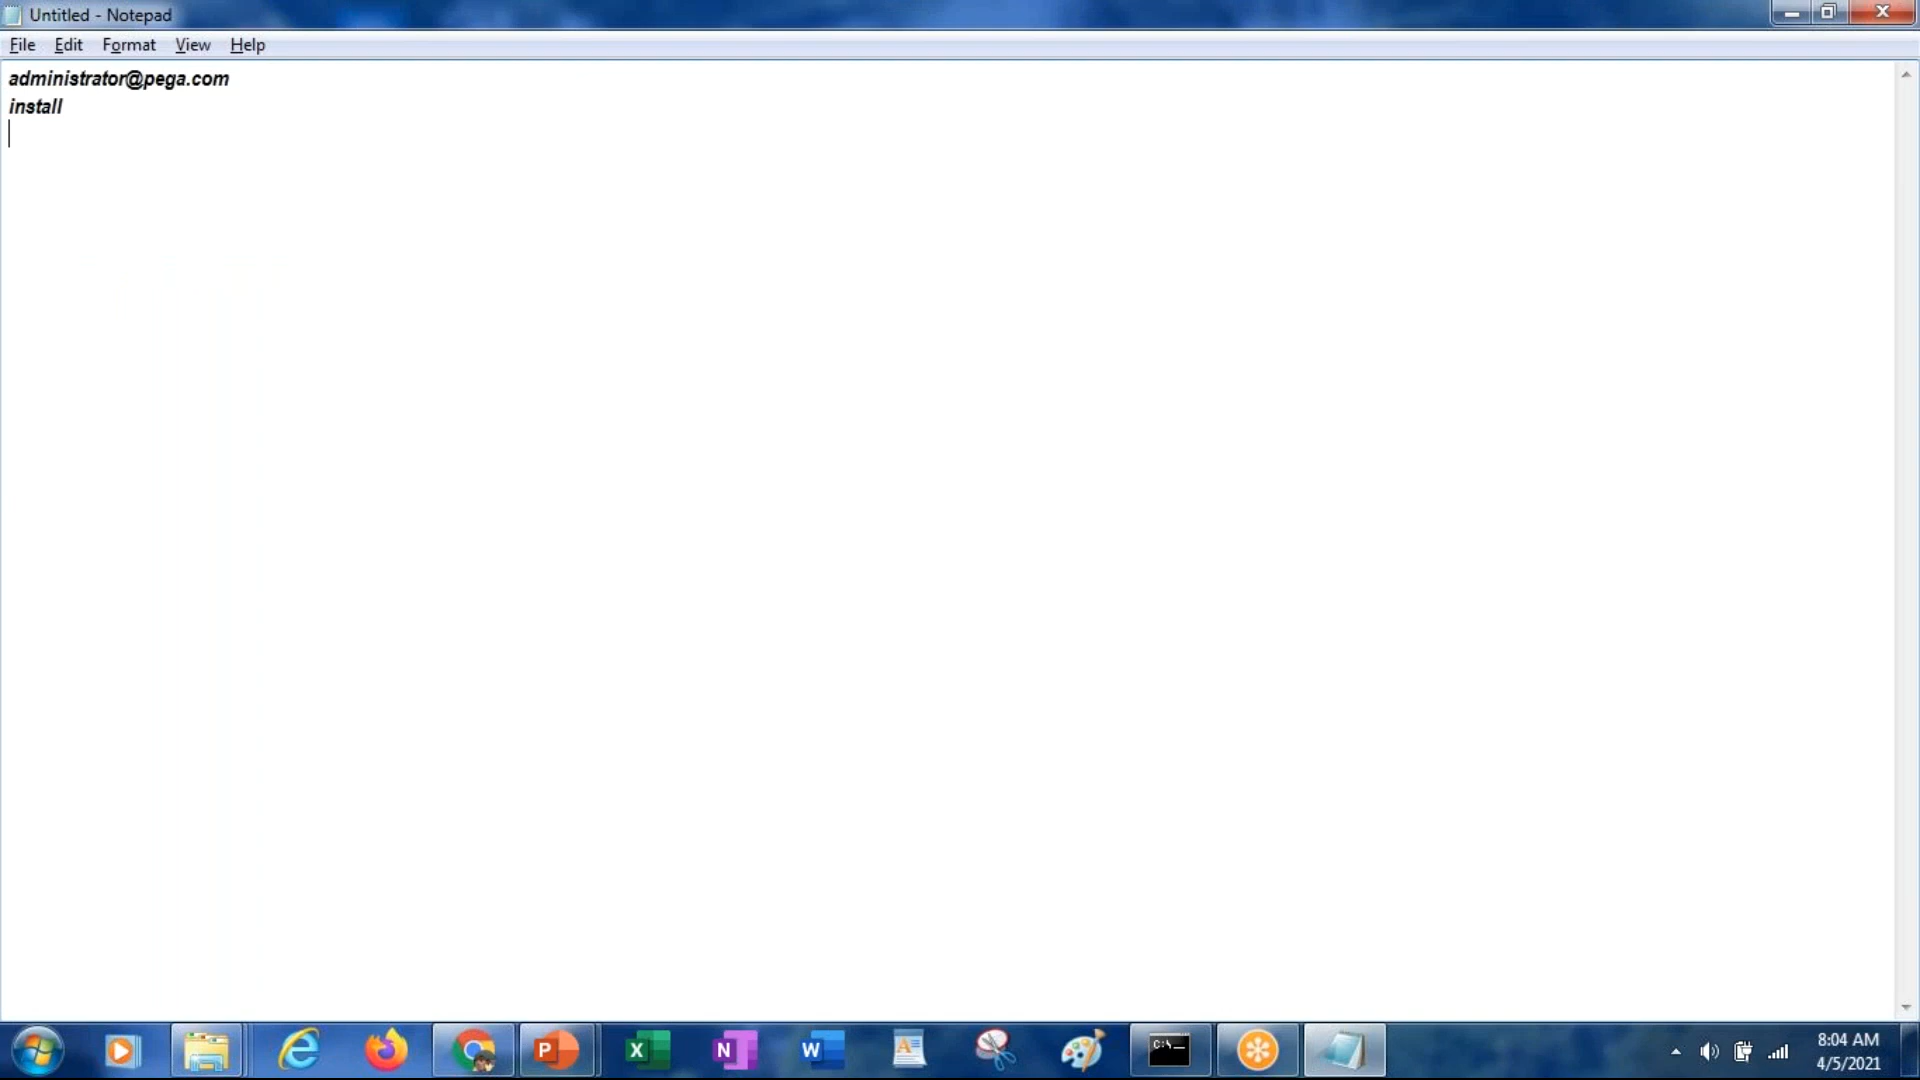 Untitled - Notepad
File Edit Format View Help
administrator@pega.com
install
8:04 AM
4/5/2021